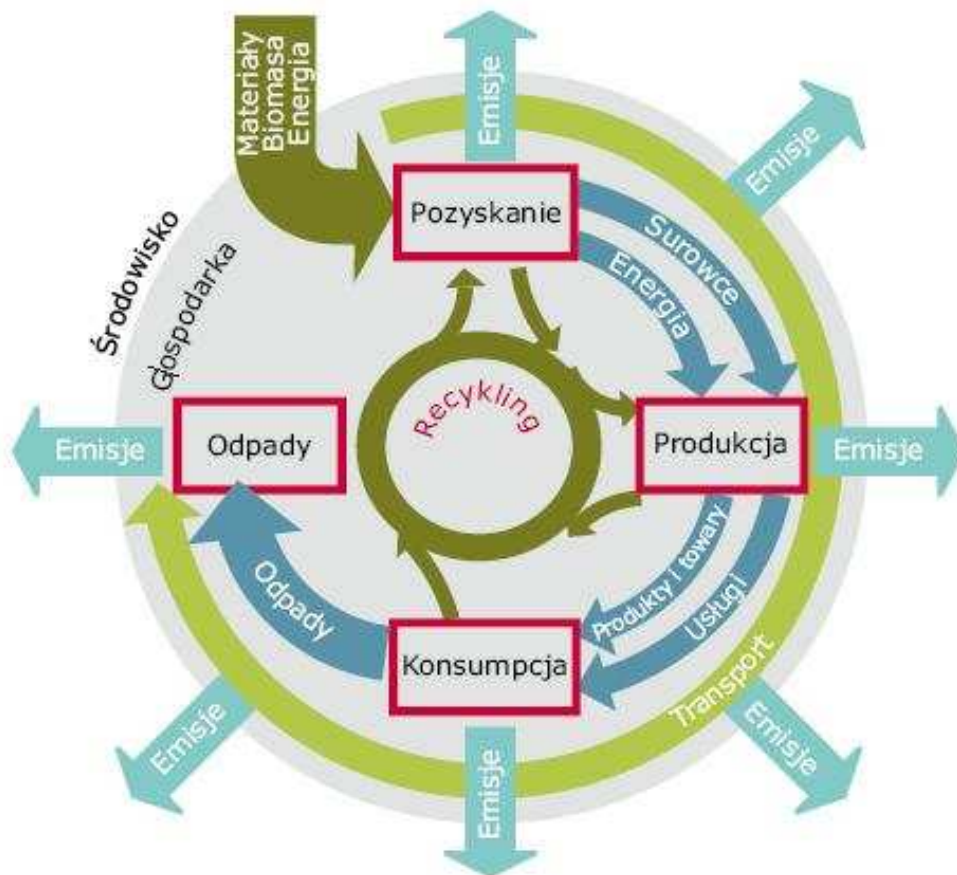 Materiały
Biomasa
Energia
Emisje
Emisje
Pozyskanie
Surowce
Energia
Środowisko
Gospodarka
Recykling
Emisje
Odpady
Produkcja
Emisje
Odpady
Produkty i towary
Usługi
Konsumpcja
Transport
Emisje
Emisje
Emisje